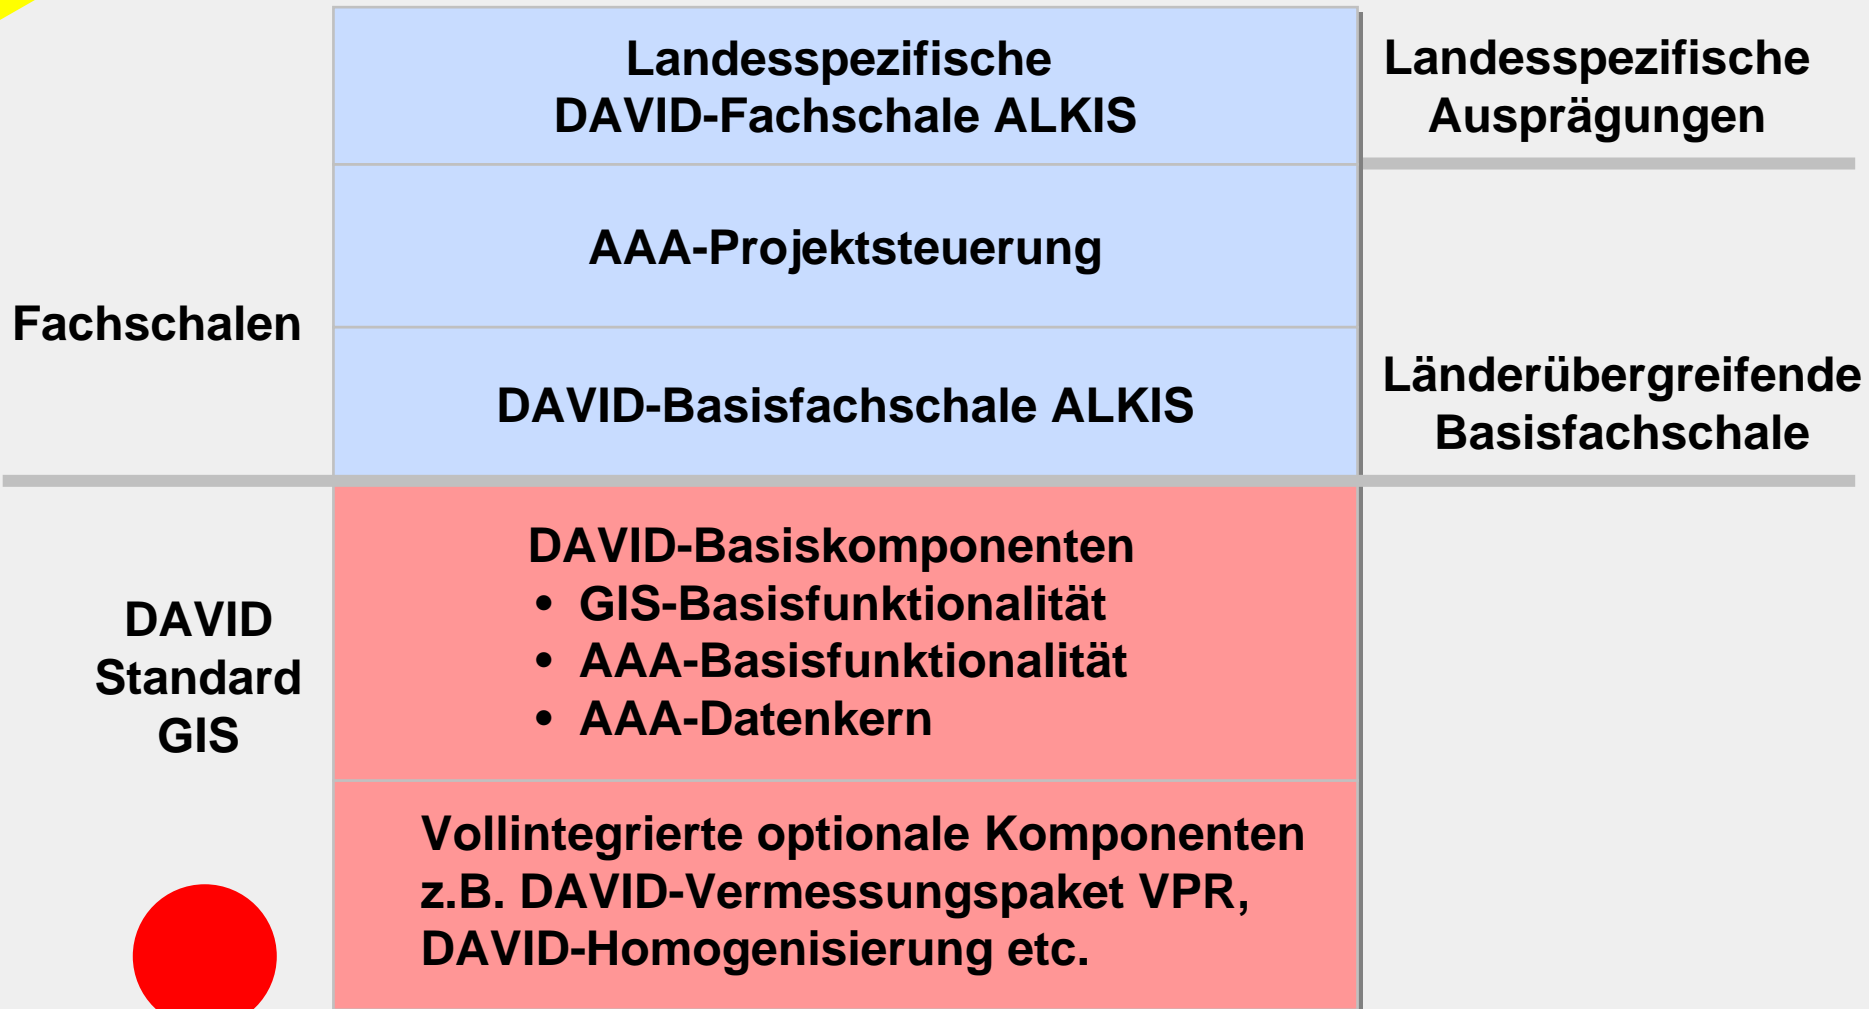 Landesspezifische
DAVID-Fachschale ALKIS
Landesspezifische
Ausprägungen
AAA-Projektsteuerung
Fachschalen
DAVID-Basisfachschale ALKIS
Länderübergreifende
Basisfachschale
DAVID
Standard
GIS
DAVID-Basiskomponenten
• GIS-Basisfunktionalität
• AAA-Basisfunktionalität
• AAA-Datenkern
Vollintegrierte optionale Komponenten
z.B. DAVID-Vermessungspaket VPR,
DAVID-Homogenisierung etc.